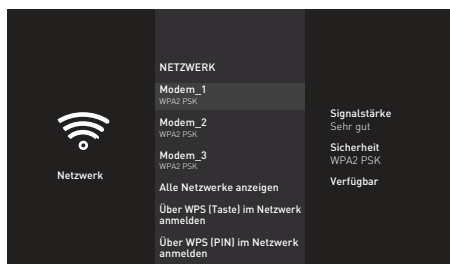 Netzwerk
NETZWERK
Modem_1
WPA2 PSK
Modem_2
WPA2 PSK
Modem_3
WPA2 PSK
Alle Netzwerke anzeigen
Über WPS (Taste) im Netzwerk
anmelden
Über WPS (PIN) im Netzwerk
anmelden
Signalstärke
Sehr gut
Sicherheit
WPA2 PSK
Verfügbar